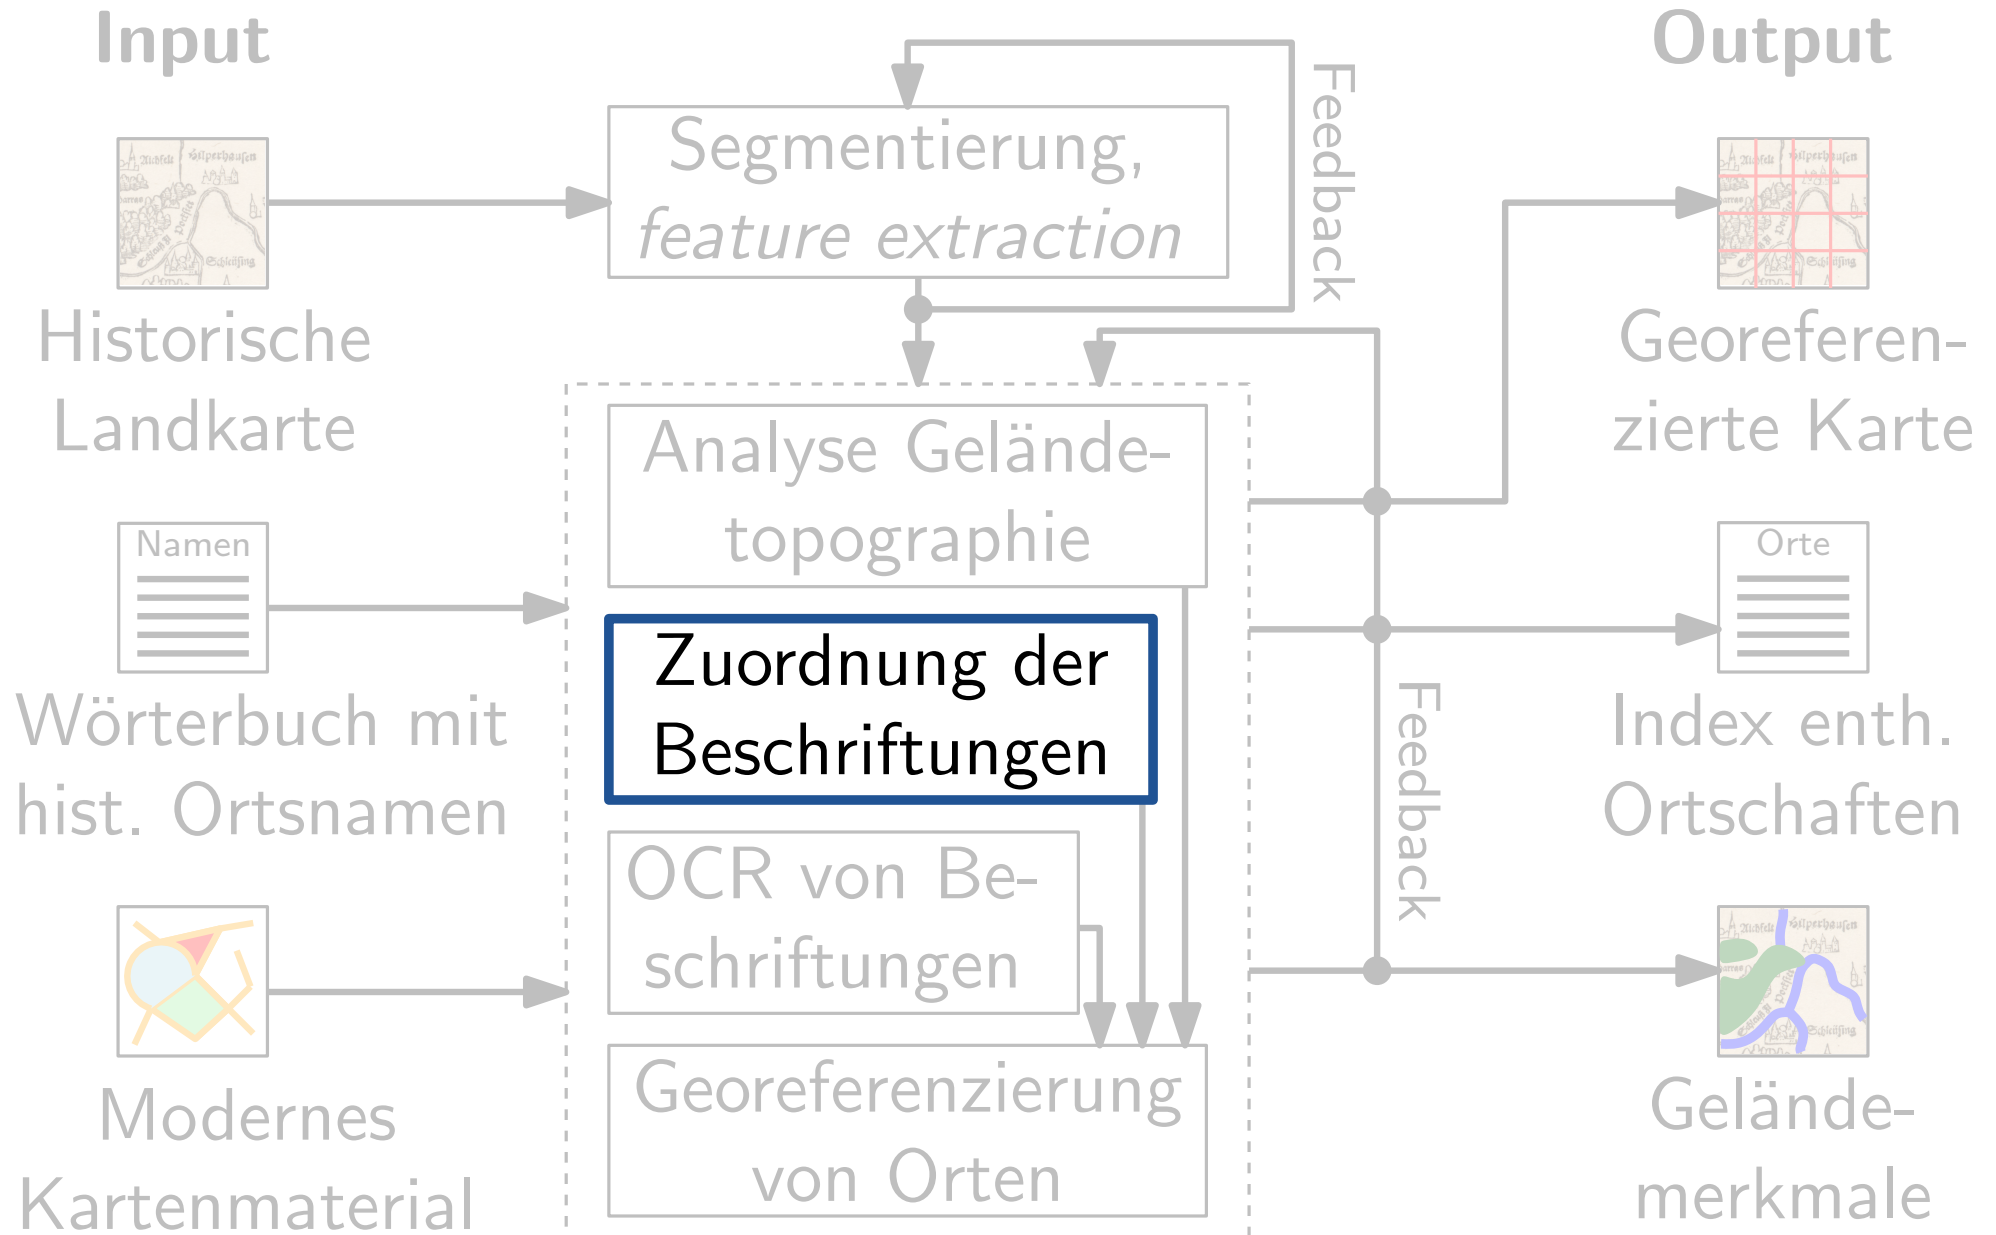 Input
Historische
Landkarte
Namen
Wörterbuch mit
hist. Ortsnamen
Modernes
Kartenmaterial
Segmentierung,
feature extraction
Feedback
Analyse Gelände-
topographie
Zuordnung der
Beschriftungen
OCR von Be-
schriftungen
Georeferenzierung
von Orten
Feedback
Output
Georeferen-
zierte Karte
Orte
Index enth.
Ortschaften
Gelände-
merkmale